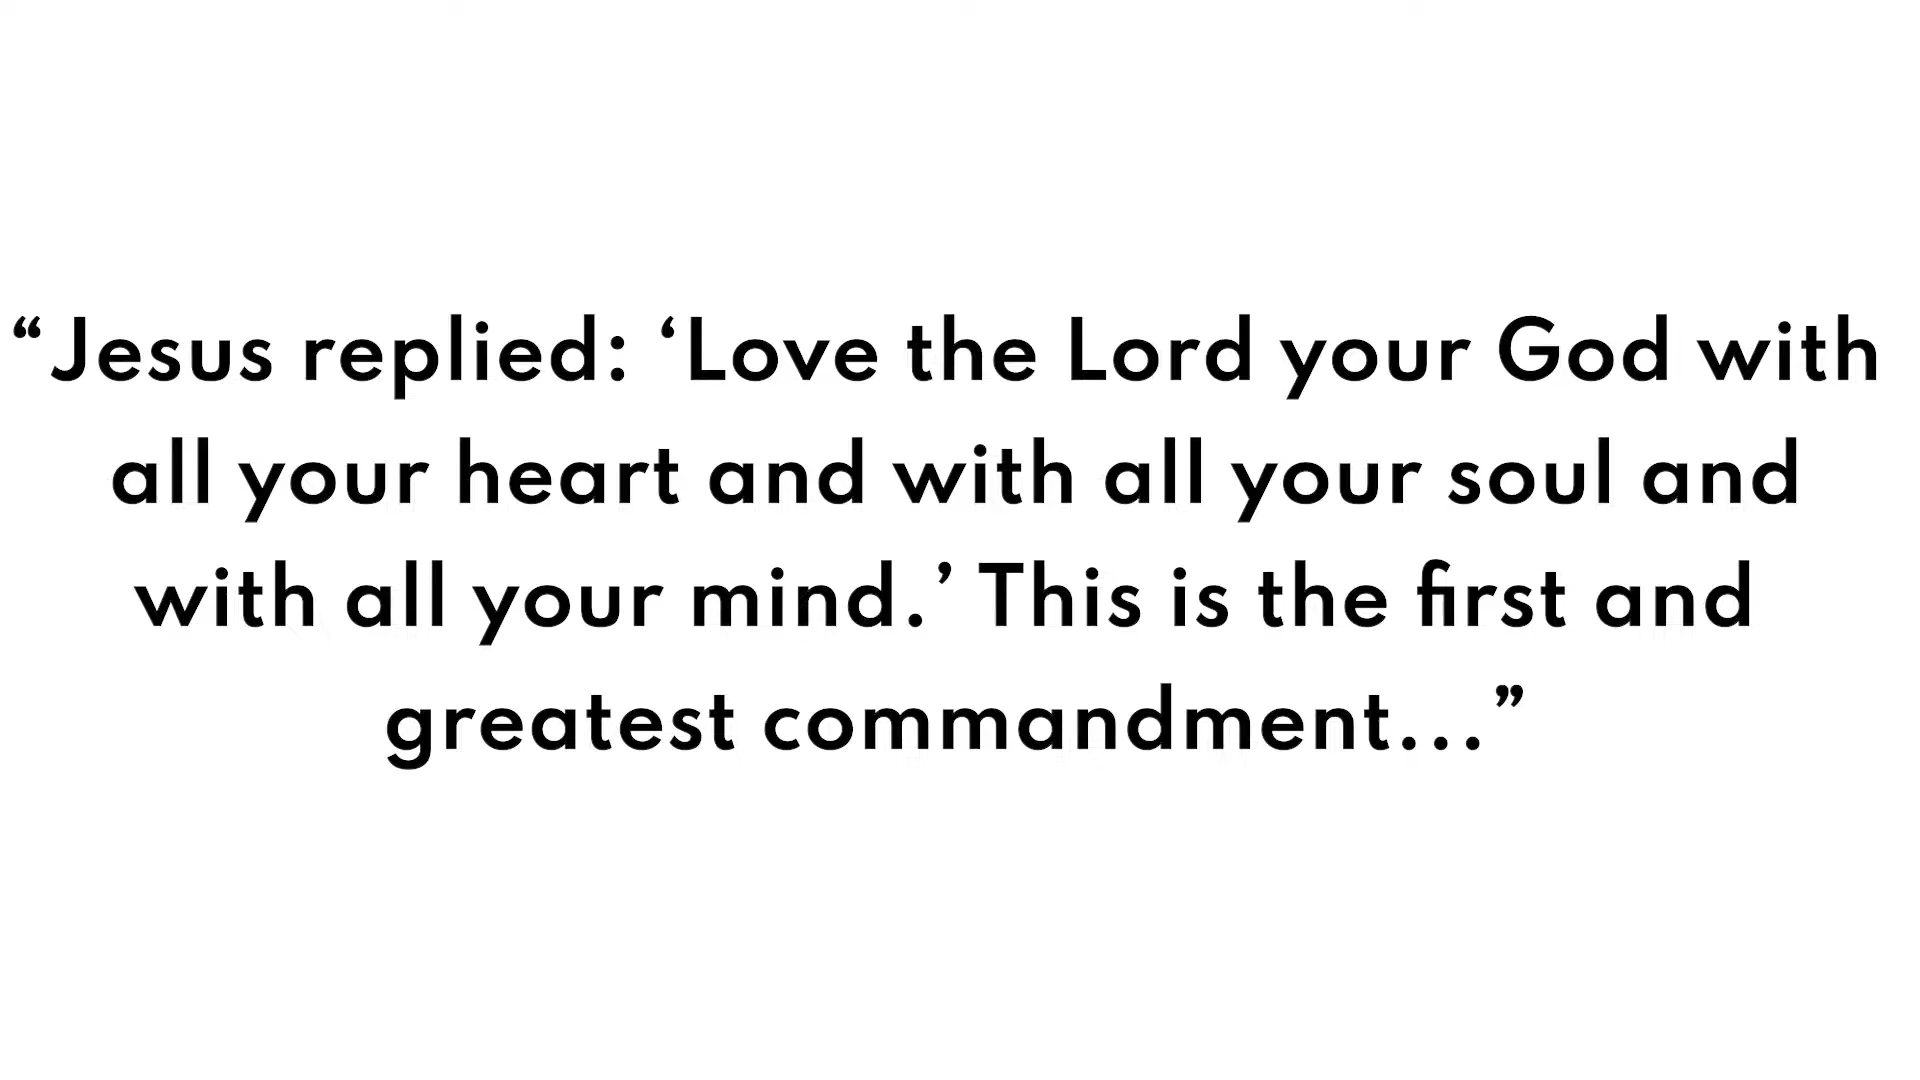 “Jesus replied: ‘Love the Lord your God with
all your heart and with all your soul and
with all your mind.’ This is the first and
greatest commandment...”